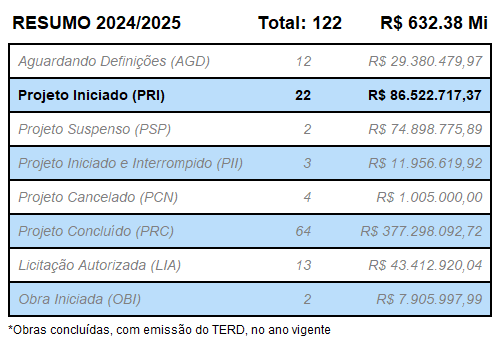 RESUMO 2024/2025 Total: 122 R$ 632.38 Mi
Aguardando Definições (AGD) 12 R$ 29.380.479,97
Projeto Iniciado (PRI) 22 R$ 86.522.717,37
Projeto Suspenso (PSP) 2 R$ 74.898.775,89
Projeto Iniciado e Interrompido (PII) 3 R$ 11.956.619,92
Projeto Cancelado (PCN) 4 R$ 1.005.000,00
Projeto Concluído (PRC) 64 R$ 377.298.092,72
Licitação Autorizada (LIA) 13 R$ 43.412.920,04
Obra Iniciada (OBI) 2 R$ 7.905.997,99
*Obras concluídas, com emissão do TERD, no ano vigente